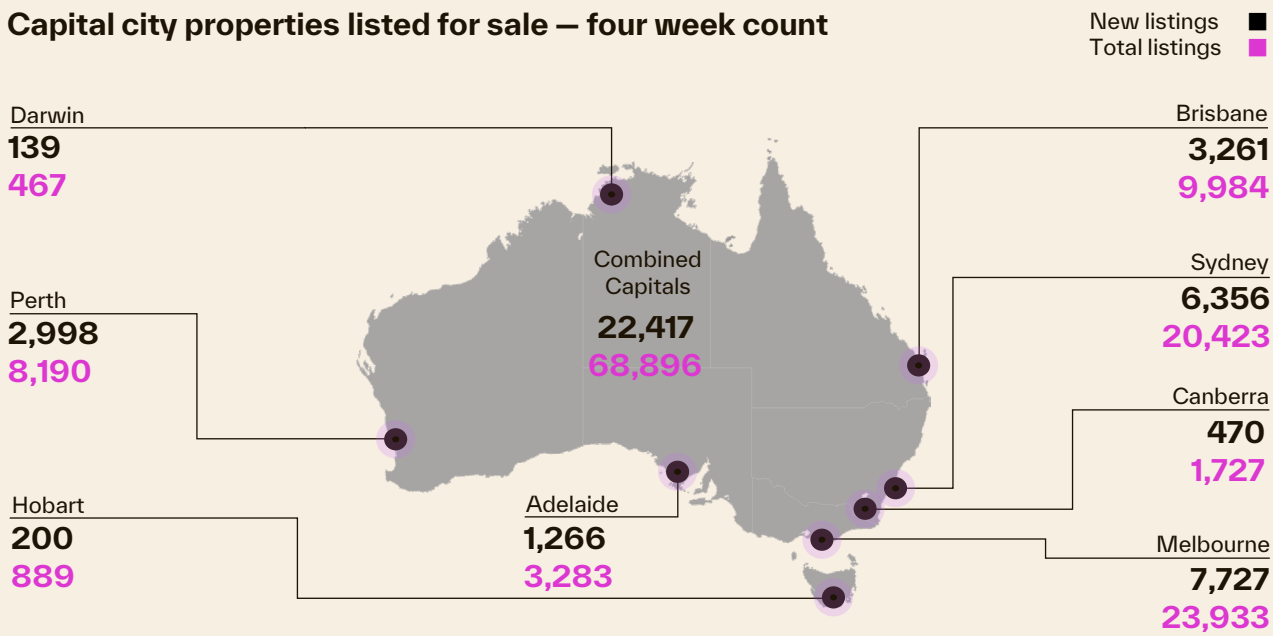 Capital city properties listed for sale — four week count
New listings
Total listings
Darwin
139
467
Brisbane
3,261
9,984
Combined
Capitals
22,417
68,896
Sydney
6,356
20,423
Perth
2,998
8,190
Canberra
470
1,727
Hobart
200
889
Adelaide
1,266
3,283
Melbourne
7,727
23,933